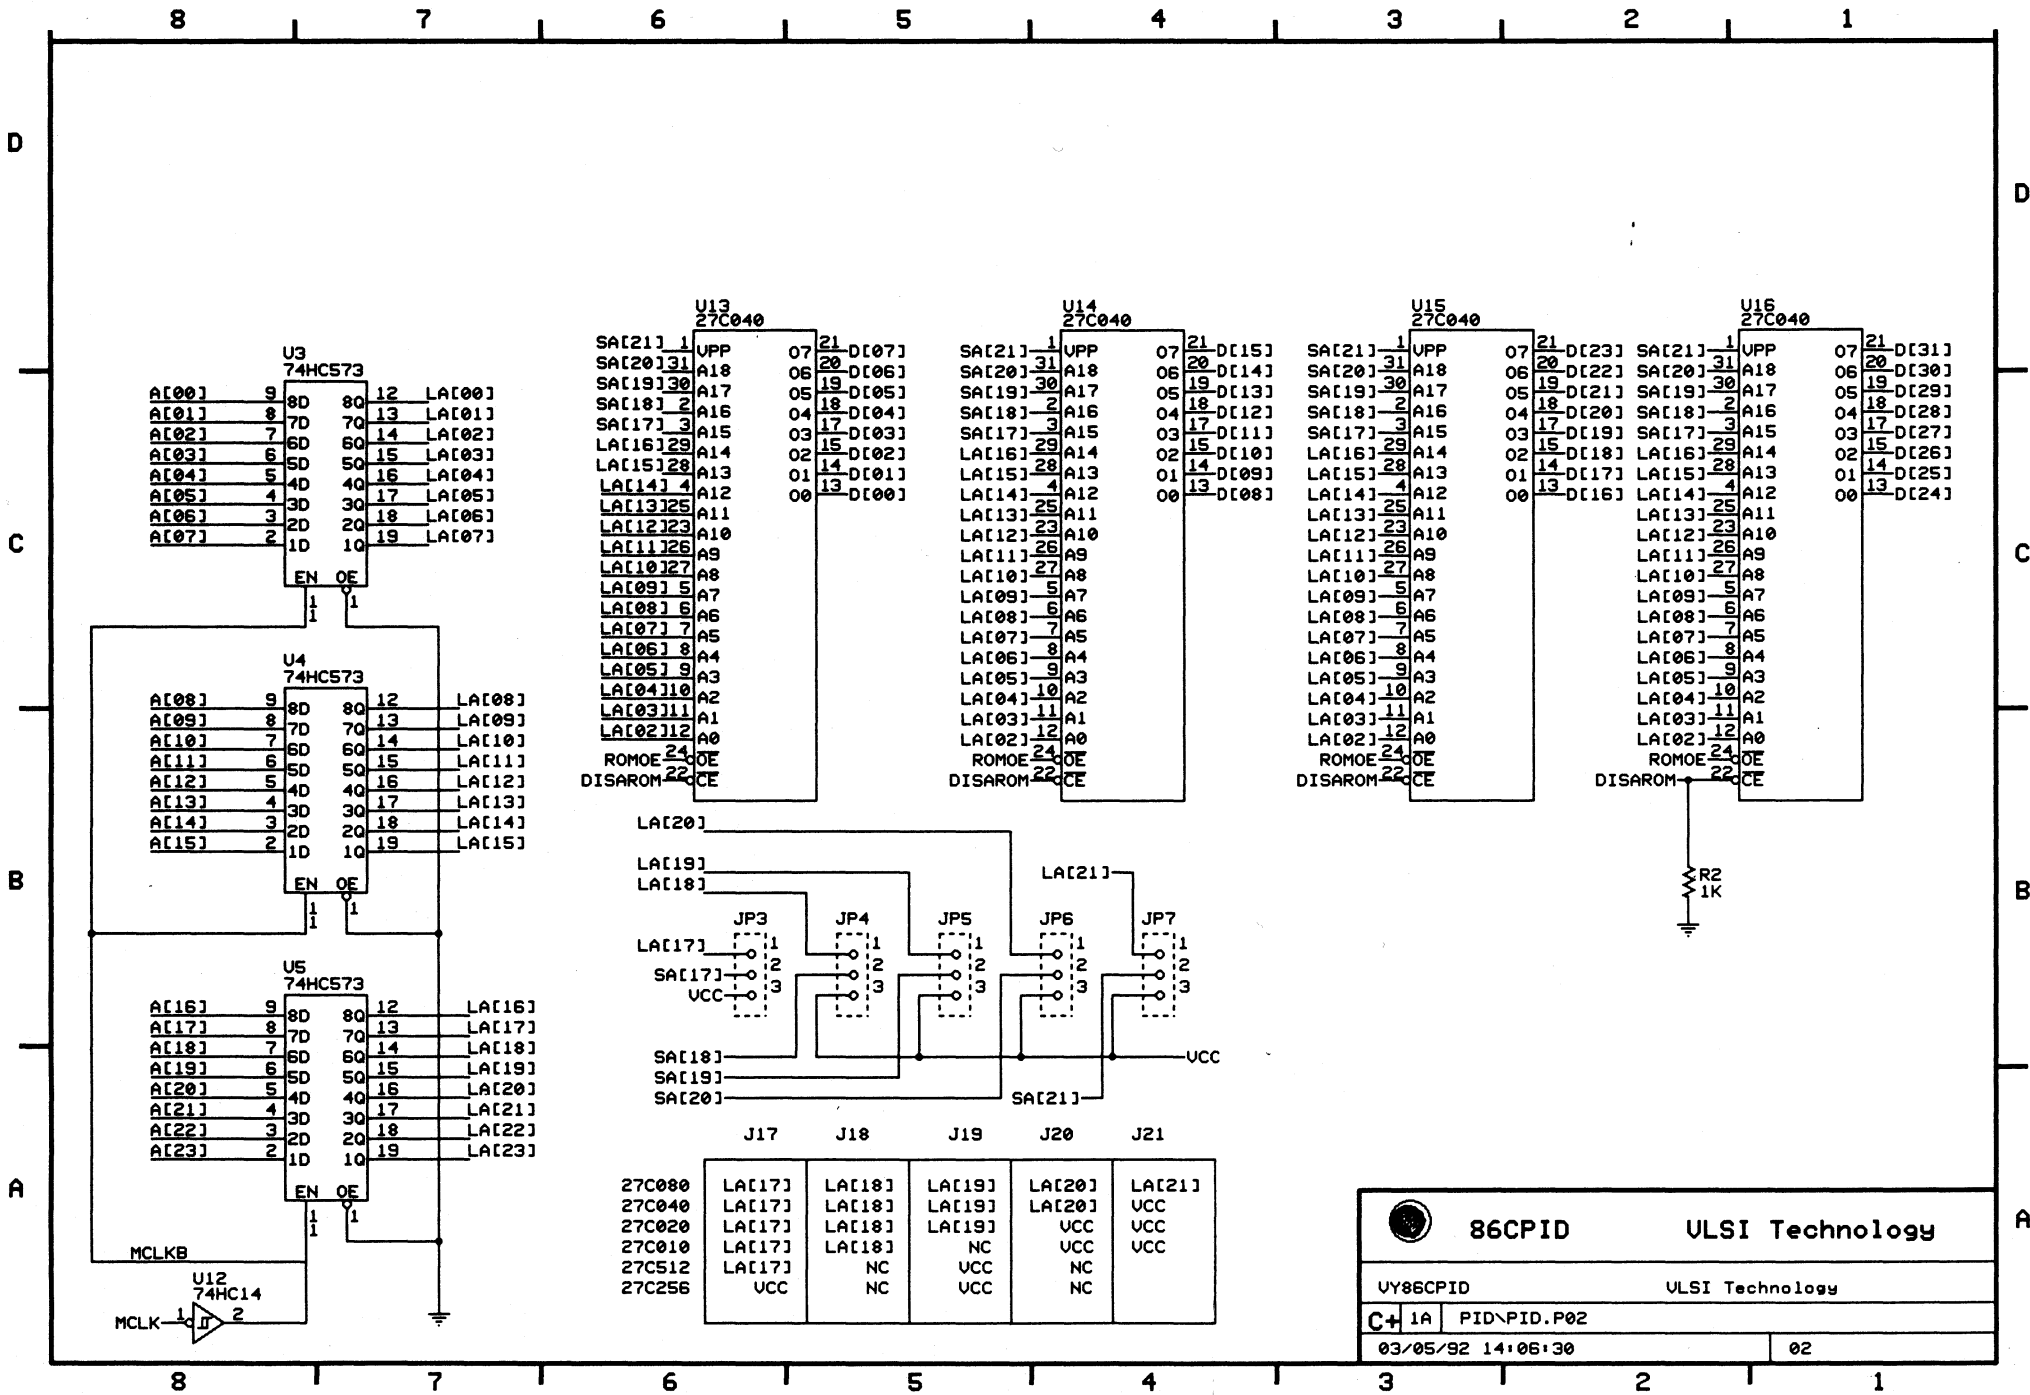 8 7 6 5 4 3 2 1
D
D
C
C
B
B
A
A
U3
74HC573
A[00] 9 8D 8Q 12 LA[00]
A[01] 8 7D 7Q 13 LA[01]
A[02] 7 6D 6Q 14 LA[02]
A[03] 6 5D 5Q 15 LA[03]
A[04] 5 4D 4Q 16 LA[04]
A[05] 4 3D 3Q 17 LA[05]
A[06] 3 2D 2Q 18 LA[06]
A[07] 2 1D 1Q 19 LA[07]
EN OE
11 1
U4
74HC573
A[08] 9 8D 8Q 12 LA[08]
A[09] 8 7D 7Q 13 LA[09]
A[10] 7 6D 6Q 14 LA[10]
A[11] 6 5D 5Q 15 LA[11]
A[12] 5 4D 4Q 16 LA[12]
A[13] 4 3D 3Q 17 LA[13]
A[14] 3 2D 2Q 18 LA[14]
A[15] 2 1D 1Q 19 LA[15]
EN OE
11 1
U5
74HC573
A[16] 9 8D 8Q 12 LA[16]
A[17] 8 7D 7Q 13 LA[17]
A[18] 7 6D 6Q 14 LA[18]
A[19] 6 5D 5Q 15 LA[19]
A[20] 5 4D 4Q 16 LA[20]
A[21] 4 3D 3Q 17 LA[21]
A[22] 3 2D 2Q 18 LA[22]
A[23] 2 1D 1Q 19 LA[23]
EN OE
11 1
MCLKB
U12
74HC14
MCLK 1 2
U13
27C040
SA[21] 1 VPP O7 21 D[07]
SA[20] 31 A18 O6 20 D[06]
SA[19] 30 A17 O5 19 D[05]
SA[18] 2 A16 O4 18 D[04]
SA[17] 3 A15 O3 17 D[03]
LA[16] 29 A14 O2 15 D[02]
LA[15] 28 A13 O1 14 D[01]
LA[14] 4 A12 O0 13 D[00]
LA[13] 25 A11
LA[12] 23 A10
LA[11] 26 A9
LA[10] 27 A8
LA[09] 5 A7
LA[08] 6 A6
LA[07] 7 A5
LA[06] 8 A4
LA[05] 9 A3
LA[04] 10 A2
LA[03] 11 A1
LA[02] 12 A0
ROMOE 24 OE
DISAROM 22 CE
U14
27C040
SA[21] 1 VPP O7 21 D[15]
SA[20] 31 A18 O6 20 D[14]
SA[19] 30 A17 O5 19 D[13]
SA[18] 2 A16 O4 18 D[12]
SA[17] 3 A15 O3 17 D[11]
LA[16] 29 A14 O2 15 D[10]
LA[15] 28 A13 O1 14 D[09]
LA[14] 4 A12 O0 13 D[08]
LA[13] 25 A11
LA[12] 23 A10
LA[11] 26 A9
LA[10] 27 A8
LA[09] 5 A7
LA[08] 6 A6
LA[07] 7 A5
LA[06] 8 A4
LA[05] 9 A3
LA[04] 10 A2
LA[03] 11 A1
LA[02] 12 A0
ROMOE 24 OE
DISAROM 22 CE
U15
27C040
SA[21] 1 VPP O7 21 D[23]
SA[20] 31 A18 O6 20 D[22]
SA[19] 30 A17 O5 19 D[21]
SA[18] 2 A16 O4 18 D[20]
SA[17] 3 A15 O3 17 D[19]
LA[16] 29 A14 O2 15 D[18]
LA[15] 28 A13 O1 14 D[17]
LA[14] 4 A12 O0 13 D[16]
LA[13] 25 A11
LA[12] 23 A10
LA[11] 26 A9
LA[10] 27 A8
LA[09] 5 A7
LA[08] 6 A6
LA[07] 7 A5
LA[06] 8 A4
LA[05] 9 A3
LA[04] 10 A2
LA[03] 11 A1
LA[02] 12 A0
ROMOE 24 OE
DISAROM 22 CE
U16
27C040
SA[21] 1 VPP O7 21 D[31]
SA[20] 31 A18 O6 20 D[30]
SA[19] 30 A17 O5 19 D[29]
SA[18] 2 A16 O4 18 D[28]
SA[17] 3 A15 O3 17 D[27]
LA[16] 29 A14 O2 15 D[26]
LA[15] 28 A13 O1 14 D[25]
LA[14] 4 A12 O0 13 D[24]
LA[13] 25 A11
LA[12] 23 A10
LA[11] 26 A9
LA[10] 27 A8
LA[09] 5 A7
LA[08] 6 A6
LA[07] 7 A5
LA[06] 8 A4
LA[05] 9 A3
LA[04] 10 A2
LA[03] 11 A1
LA[02] 12 A0
ROMOE 24 OE
DISAROM 22 CE
R2
1K
LA[20]
LA[19]
LA[18]
LA[21]
JP3 JP4 JP5 JP6 JP7
LA[17] 1 1 1 1 1
SA[17] 2 2 2 2 2
VCC 3 3 3 3 3
SA[18] VCC
SA[19]
SA[20] SA[21]
J17 J18 J19 J20 J21
27C080 LA[17] LA[18] LA[19] LA[20] LA[21]
27C040 LA[17] LA[18] LA[19] LA[20] VCC
27C020 LA[17] LA[18] LA[19] VCC VCC
27C010 LA[17] LA[18] NC VCC VCC
27C512 LA[17] NC VCC NC
27C256 VCC NC VCC NC
86CPID VLSI Technology
VY86CPID VLSI Technology
C+ 1A PID\PID.P02
03/05/92 14:06:30 02
8 7 6 5 4 3 2 1